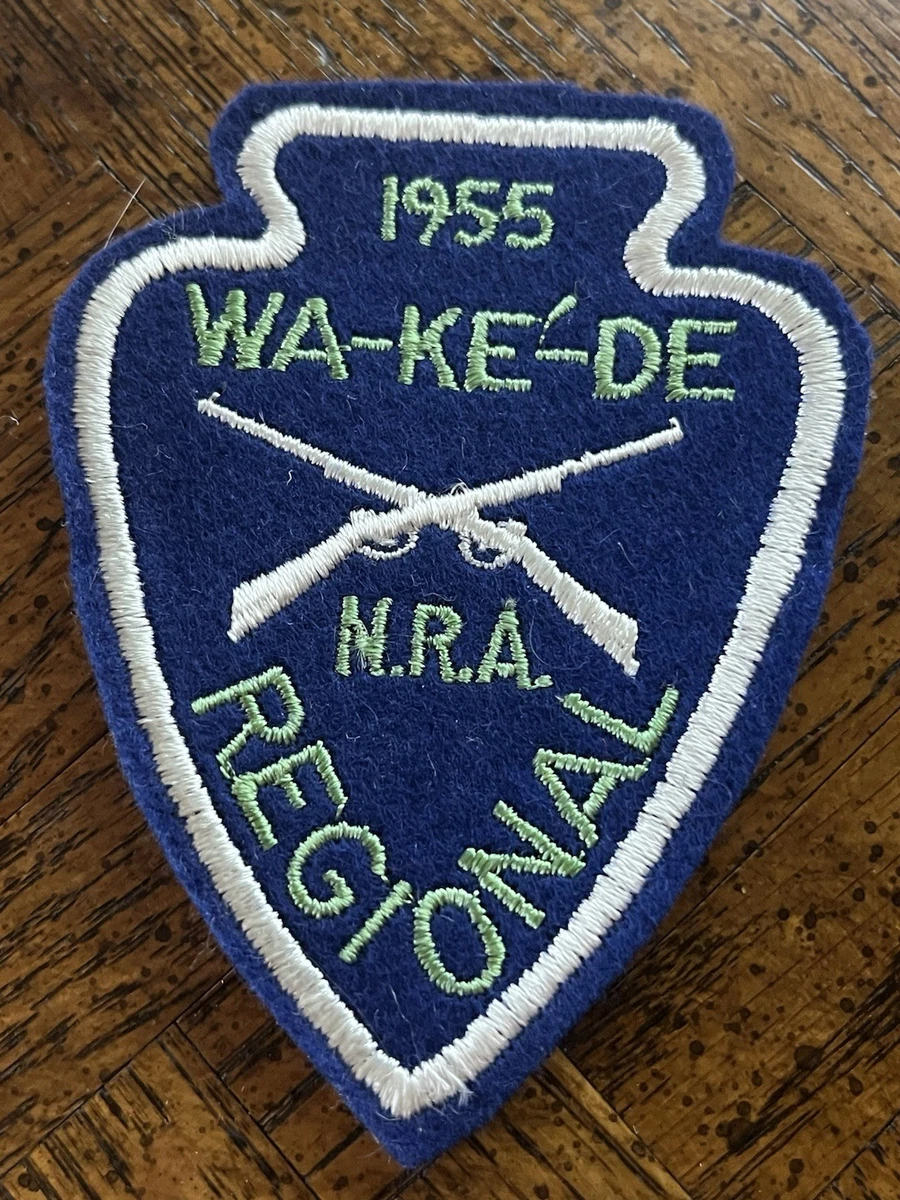 1955
WA-KE'-DE
N.R.A.
REGIONAL